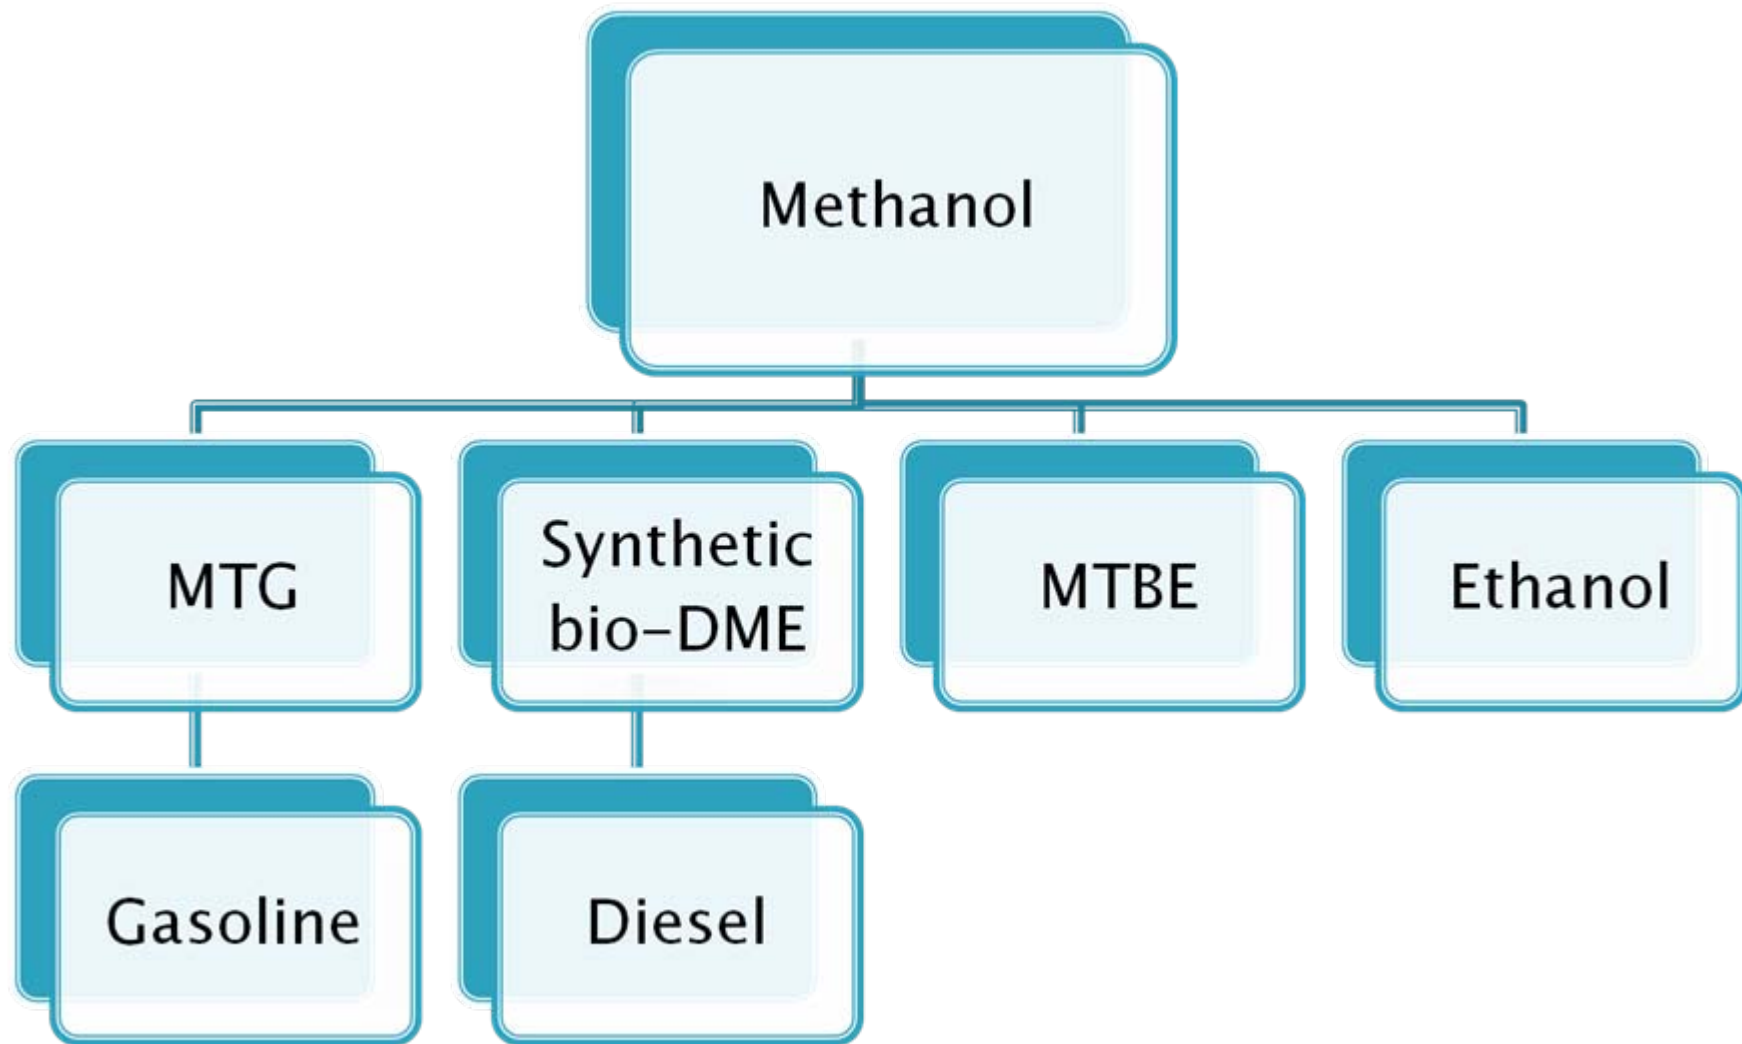 Methanol
MTG
Synthetic
bio-DME
MTBE
Ethanol
Gasoline
Diesel